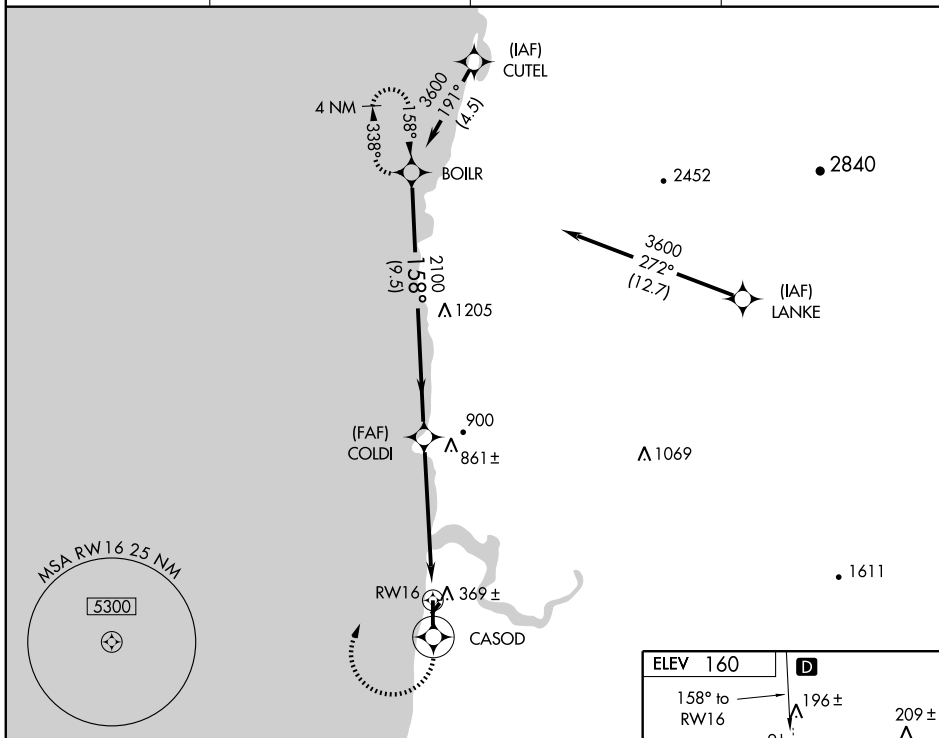 (IAF)
CUTEL
3600
191°
(4.5)
4 NM
158°
338°
BOILR
2452
2840
3600
272°
(12.7)
(IAF)
LANKE
2100
158°
(9.5)
1205
(FAF)
COLDI
900
861±
1069
MSA RW16 25 NM
5300
1611
RW16
369±
CASOD
ELEV 160
D
158° to
RW16
196±
209±